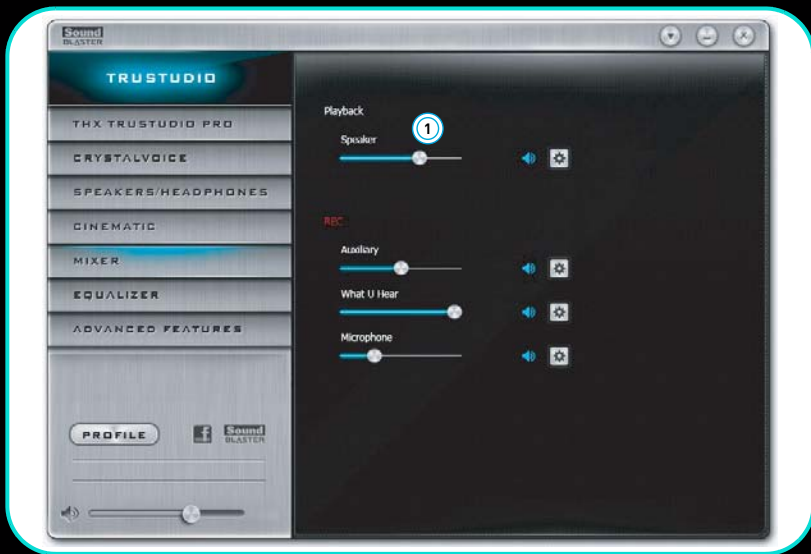 Sound
BLASTER
TRUSTUDIO
THX TRUSTUDIO PRO
CRYSTALVOICE
SPEAKERS/HEADPHONES
CINEMATIC
MIXER
EQUALIZER
ADVANCED FEATURES
PROFILE
f
Sound
BLASTER
Playback
1
Speaker
REC
Auxiliary
What U Hear
Microphone